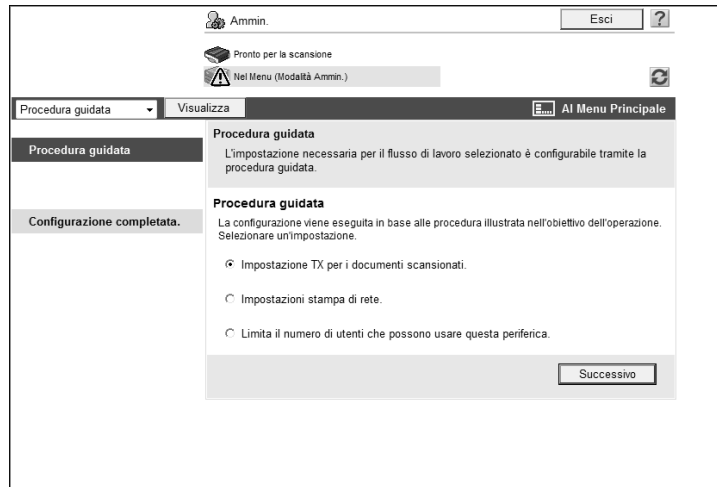 Ammin.
Esci
?
Pronto per la scansione
Nel Menu (Modalità Ammin.)
Procedura guidata
Visualizza
Al Menu Principale
Procedura guidata
Configurazione completata.
Procedura guidata
L'impostazione necessaria per il flusso di lavoro selezionato è configurabile tramite la
procedura guidata.
Procedura guidata
La configurazione viene eseguita in base alle procedura illustrata nell'obiettivo dell'operazione.
Selezionare un'impostazione.
Impostazione TX per i documenti scansionati.
Impostazioni stampa di rete.
Limita il numero di utenti che possono usare questa periferica.
Successivo